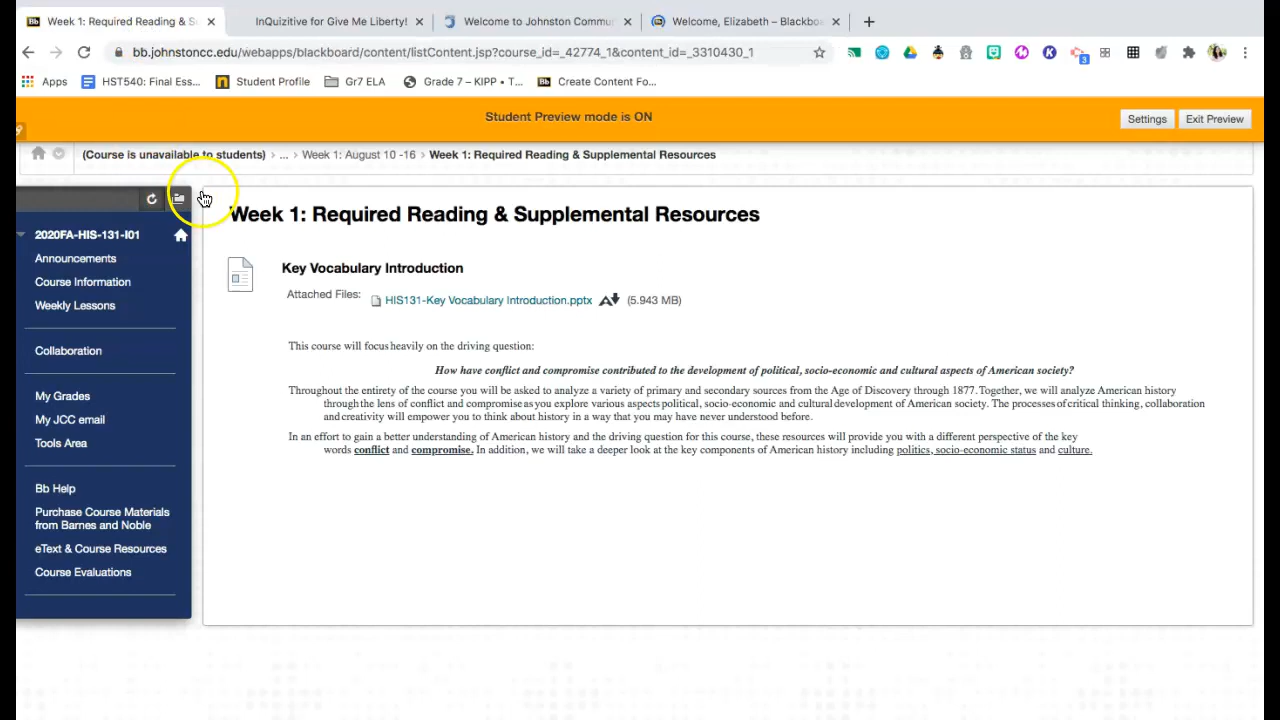 Week 1: Required Reading & S
InQuizitive for Give Me Liberty!
Welcome to Johnston Commu
Welcome, Elizabeth – Blackboa
bb.johnstoncc.edu/webapps/blackboard/content/listContent.jsp?course_id=_42774_1&content_id=_3310430_1
3
Apps
HST540: Final Ess...
Student Profile
Gr7 ELA
Grade 7 – KIPP • T...
Create Content Fo...
Student Preview mode is ON
Settings
Exit Preview
(Course is unavailable to students) > ... > Week 1: August 10 -16 > Week 1: Required Reading & Supplemental Resources
2020FA-HIS-131-I01
Announcements
Course Information
Weekly Lessons
Collaboration
My Grades
My JCC email
Tools Area
Bb Help
Purchase Course Materials
from Barnes and Noble
eText & Course Resources
Course Evaluations
Week 1: Required Reading & Supplemental Resources
Key Vocabulary Introduction
Attached Files: HIS131-Key Vocabulary Introduction.pptx (5.943 MB)
This course will focus heavily on the driving question:
How have conflict and compromise contributed to the development of political, socio-economic and cultural aspects of American society?
Throughout the entirety of the course you will be asked to analyze a variety of primary and secondary sources from the Age of Discovery through 1877. Together, we will analyze American history
through the lens of conflict and compromise as you explore various aspects political, socio-economic and cultural development of American society. The processes of critical thinking, collaboration
and creativity will empower you to think about history in a way that you may have never understood before.
In an effort to gain a better understanding of American history and the driving question for this course, these resources will provide you with a different perspective of the key
words conflict and compromise. In addition, we will take a deeper look at the key components of American history including politics, socio-economic status and culture.